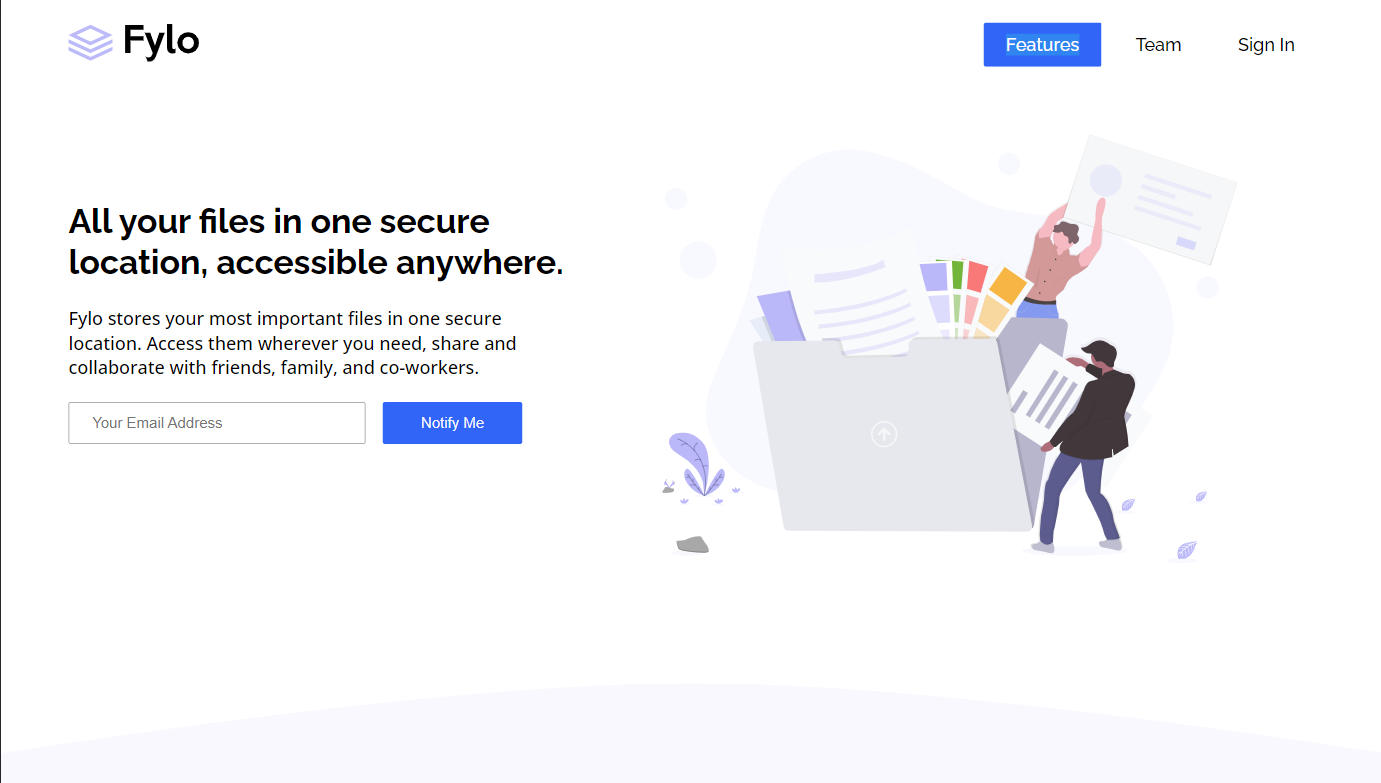 Fylo
Features Team Sign In
All your files in one secure
location, accessible anywhere.
Fylo stores your most important files in one secure
location. Access them wherever you need, share and
collaborate with friends, family, and co-workers.
Your Email Address Notify Me